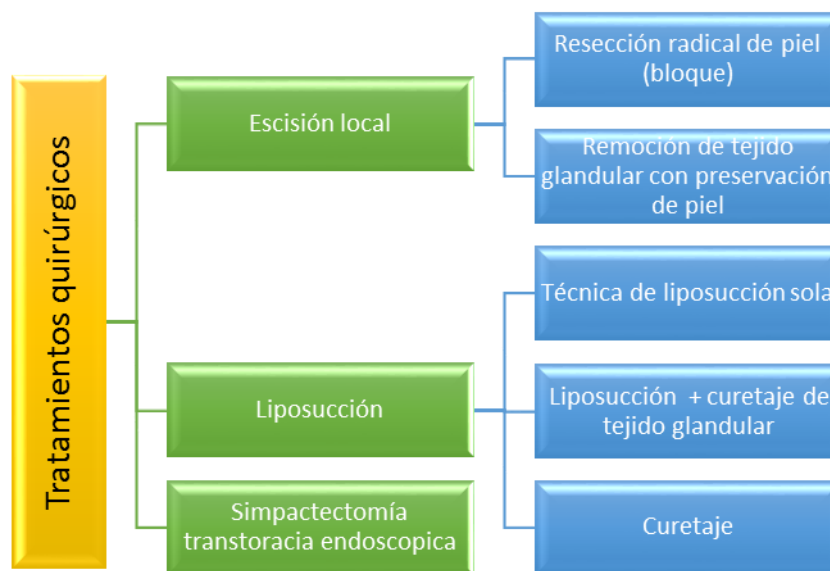 Tratamientos quirúrgicos
Escisión local
Resección radical de piel
(bloque)
Remoción de tejido
glandular con preservación
de piel
Liposucción
Técnica de liposucción sola
Liposucción + curetaje de
tejido glandular
Curetaje
Simpactectomía
transtoracia endoscopica